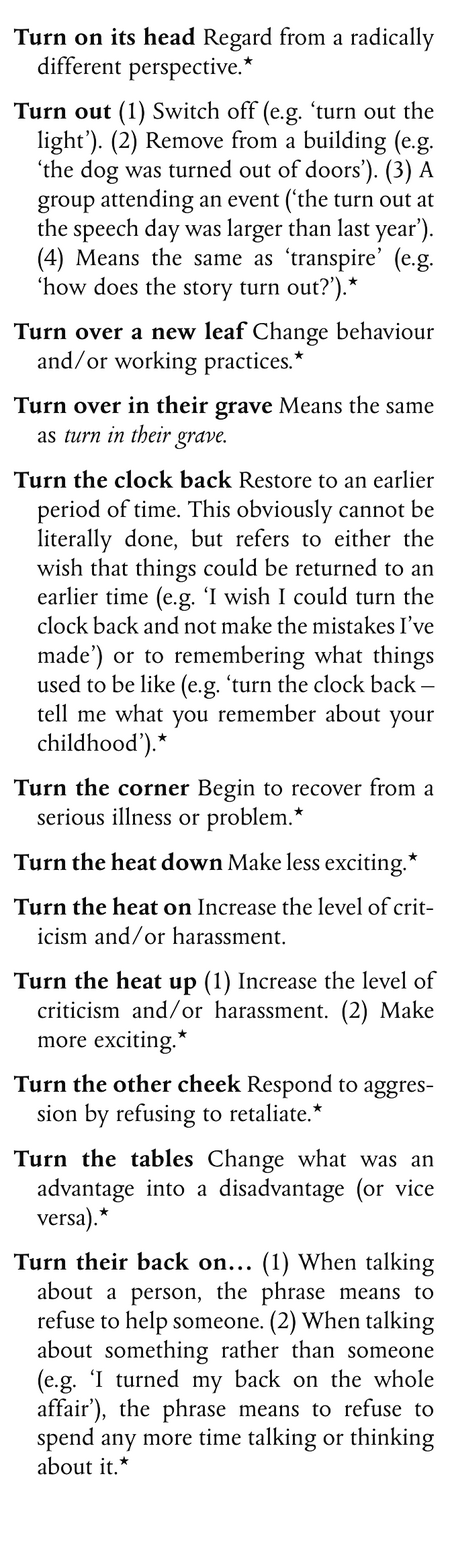 Turn on its head Regard from a radically
different perspective.★
Turn out (1) Switch off (e.g. ‘turn out the
light’). (2) Remove from a building (e.g.
‘the dog was turned out of doors’). (3) A
group attending an event (‘the turn out at
the speech day was larger than last year’).
(4) Means the same as ‘transpire’ (e.g.
‘how does the story turn out?’).★
Turn over a new leaf Change behaviour
and/or working practices.★
Turn over in their grave Means the same
as turn in their grave.
Turn the clock back Restore to an earlier
period of time. This obviously cannot be
literally done, but refers to either the
wish that things could be returned to an
earlier time (e.g. ‘I wish I could turn the
clock back and not make the mistakes I’ve
made’) or to remembering what things
used to be like (e.g. ‘turn the clock back –
tell me what you remember about your
childhood’).★
Turn the corner Begin to recover from a
serious illness or problem.★
Turn the heat down Make less exciting.★
Turn the heat on Increase the level of crit-
icism and/or harassment.
Turn the heat up (1) Increase the level of
criticism and/or harassment. (2) Make
more exciting.★
Turn the other cheek Respond to aggres-
sion by refusing to retaliate.★
Turn the tables Change what was an
advantage into a disadvantage (or vice
versa).★
Turn their back on… (1) When talking
about a person, the phrase means to
refuse to help someone. (2) When talking
about something rather than someone
(e.g. ‘I turned my back on the whole
affair’), the phrase means to refuse to
spend any more time talking or thinking
about it.★